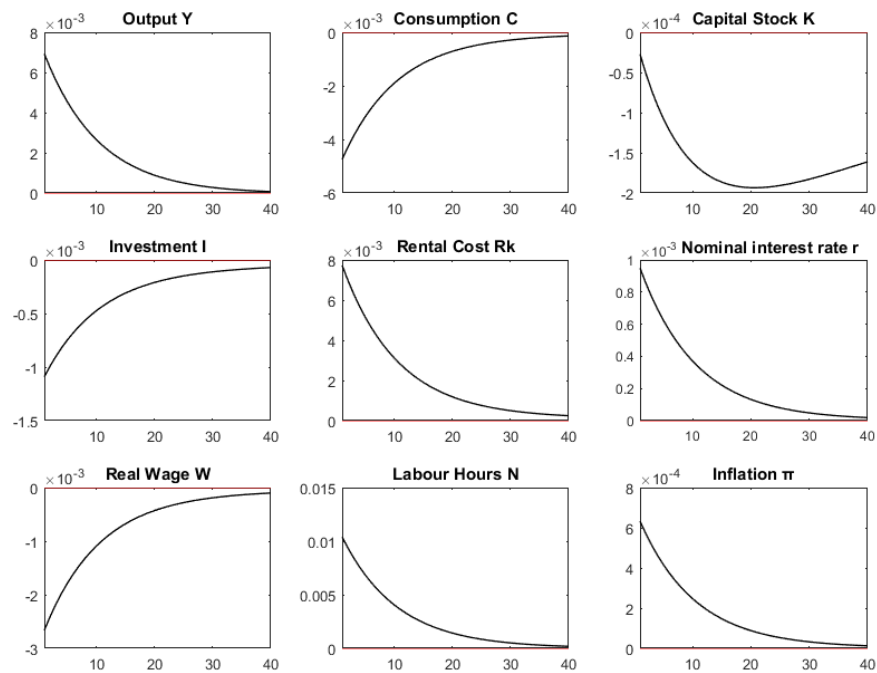 Output Y
×10⁻³
8
6
4
2
0
10 20 30 40
Consumption C
×10⁻³
0
-2
-4
-6
10 20 30 40
Capital Stock K
×10⁻⁴
0
-0.5
-1
-1.5
-2
10 20 30 40
Investment I
×10⁻³
0
-0.5
-1
-1.5
10 20 30 40
Rental Cost Rk
×10⁻³
8
6
4
2
0
10 20 30 40
Nominal interest rate r
×10⁻³
1
0.8
0.6
0.4
0.2
0
10 20 30 40
Real Wage W
×10⁻³
0
-1
-2
-3
10 20 30 40
Labour Hours N
0.015
0.01
0.005
0
10 20 30 40
Inflation π
×10⁻⁴
8
6
4
2
0
10 20 30 40